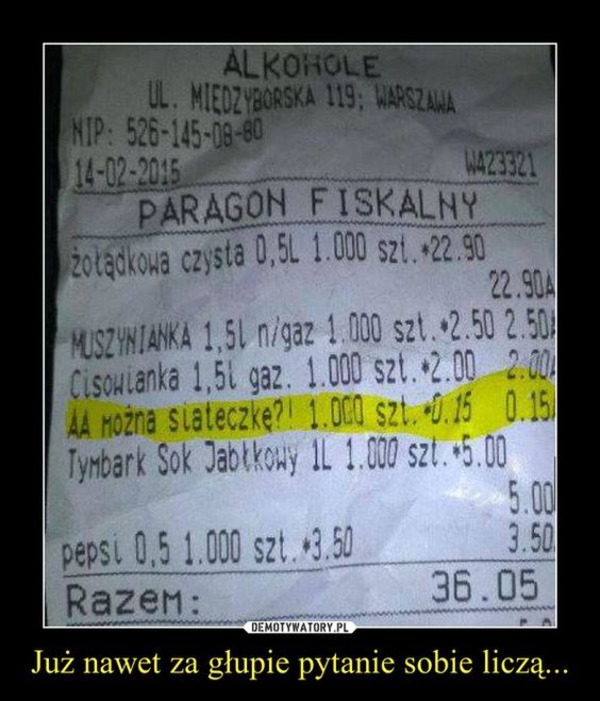 ALKOHOLE
UL. MIEDZYBORSKA 119; WARSZAWA
NIP: 526-145-08-80
14-02-2015 WA23321
PARAGON FISKALNY
żołądkowa czysta 0,5L 1.000 szt.*22.90
22.90A
MUSZYNIANKA 1,5l n/gaz 1.000 szt.*2.50 2.50A
Cisowianka 1,5l gaz. 1.000 szt.*2.00 2.00A
AA można siateczkę?! 1.000 szt.*0.15 0.15A
Tymbark Sok Jabłkowy 1L 1.000 szt.*5.00
5.00
pepsi 0,5 1.000 szt.*3.50 3.50
Razem: 36.05
DEMOTYWATORY.PL
Już nawet za głupie pytanie sobie liczą...